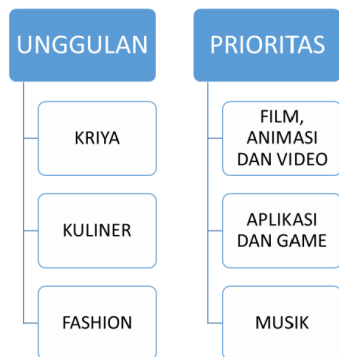 UNGGULAN
KRIYA
KULINER
FASHION
PRIORITAS
FILM,
ANIMASI
DAN VIDEO
APLIKASI
DAN GAME
MUSIK